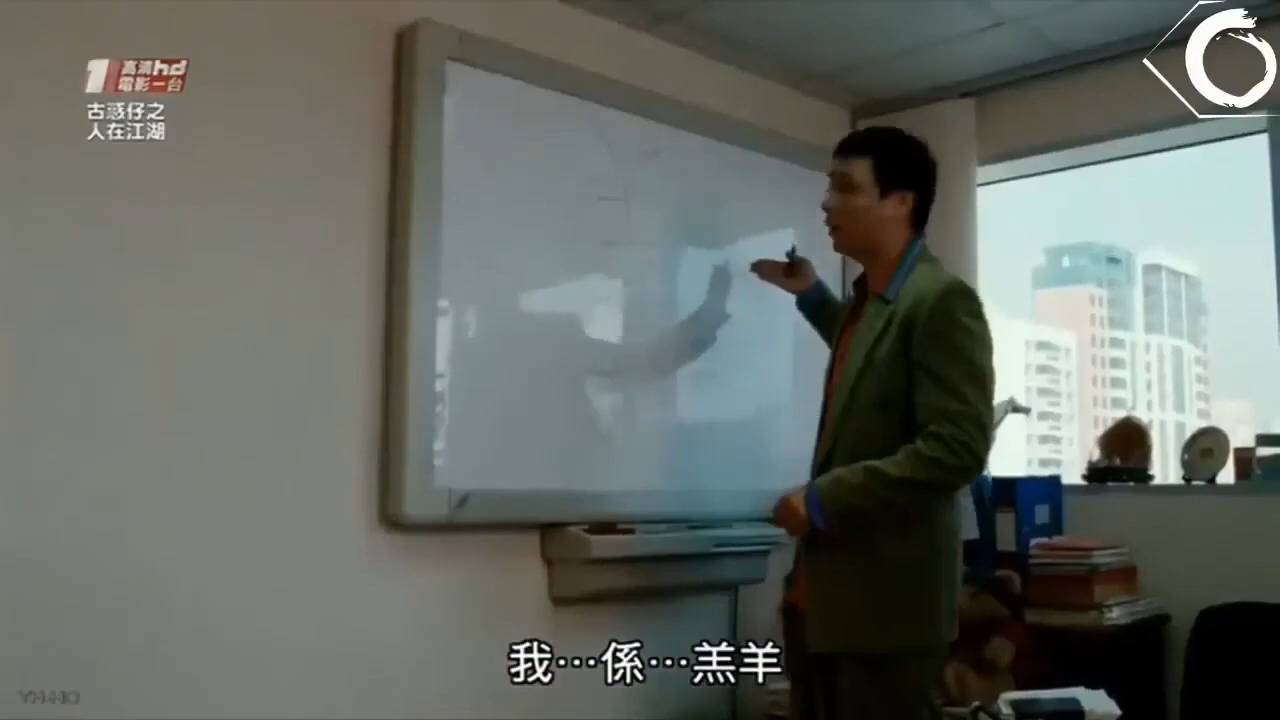 1 高清hd
電影一台
古惑仔之
人在江湖
我…係…羔羊